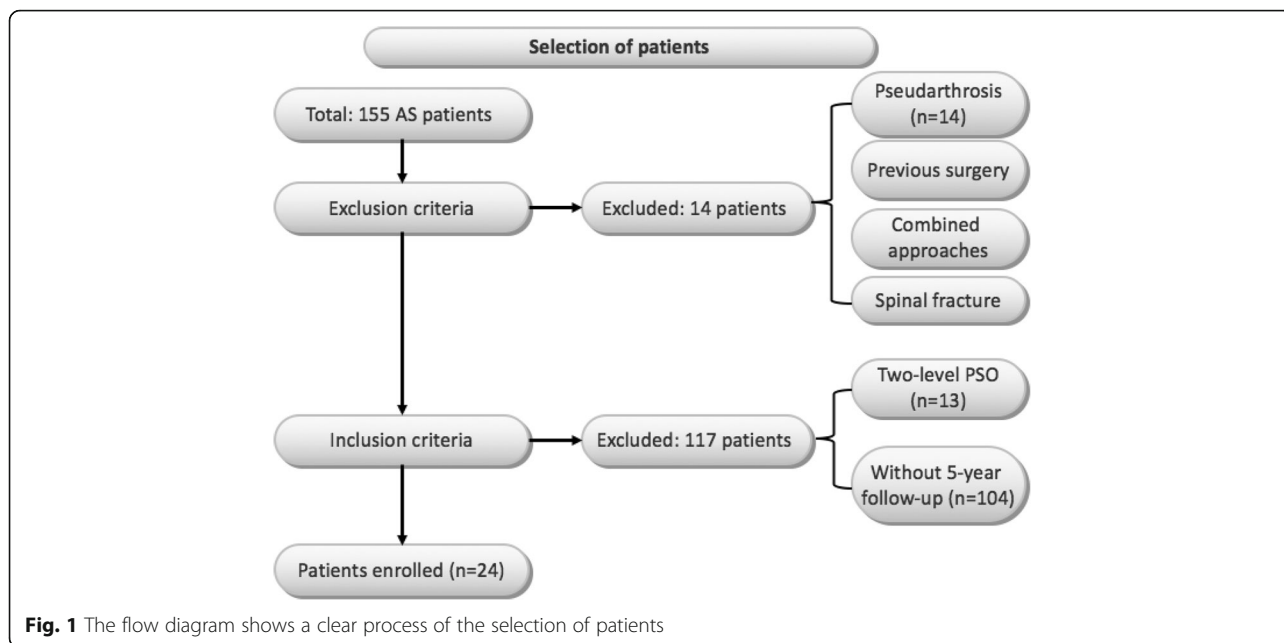 Selection of patients
Total: 155 AS patients
Exclusion criteria
Excluded: 14 patients
Pseudarthrosis
(n=14)
Previous surgery
Combined
approaches
Spinal fracture
Inclusion criteria
Excluded: 117 patients
Two-level PSO
(n=13)
Without 5-year
follow-up (n=104)
Patients enrolled (n=24)
Fig. 1 The flow diagram shows a clear process of the selection of patients